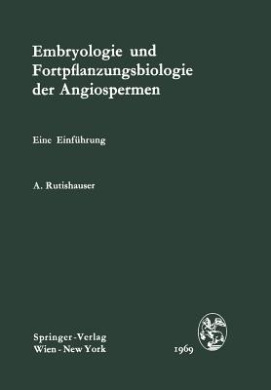 Embryologie und
Fortpflanzungsbiologie
der Angiospermen
Eine Einführung
A. Rutishauser
Springer-Verlag
Wien - New York
1969